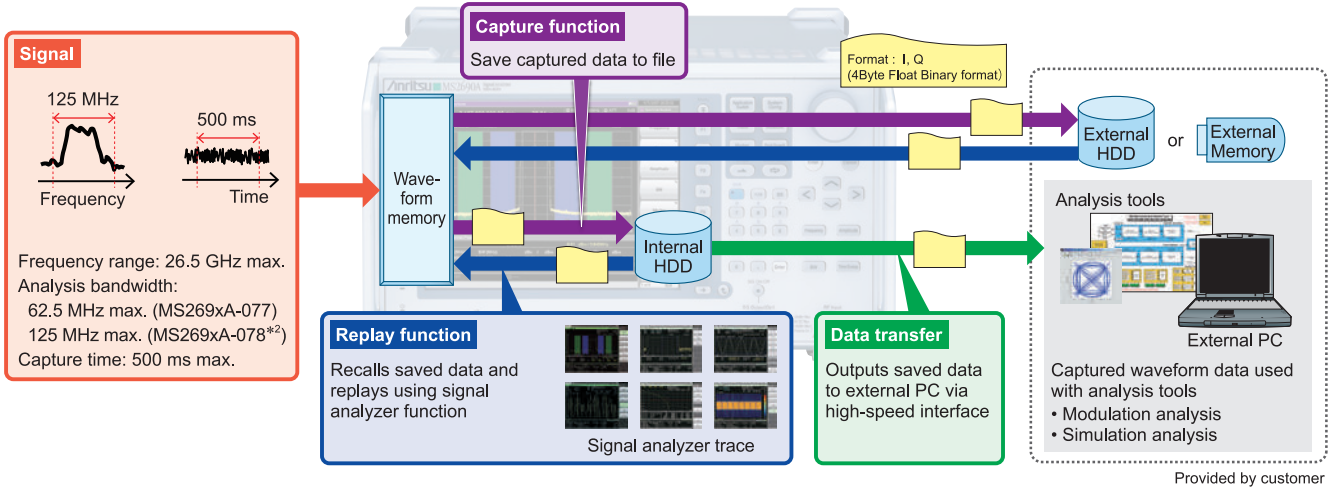 Signal
125 MHz
500 ms
Frequency
Time
Frequency range: 26.5 GHz max.
Analysis bandwidth:
62.5 MHz max. (MS269xA-077)
125 MHz max. (MS269xA-078*2)
Capture time: 500 ms max.
Capture function
Save captured data to file
Anritsu MS2690A
Wave-
form
memory
Format : I, Q
(4Byte Float Binary format)
External
HDD
or
External
Memory
Internal
HDD
Replay function
Recalls saved data and
replays using signal
analyzer function
Signal analyzer trace
Data transfer
Outputs saved data
to external PC via
high-speed interface
Analysis tools
External PC
Captured waveform data used
with analysis tools
• Modulation analysis
• Simulation analysis
Provided by customer